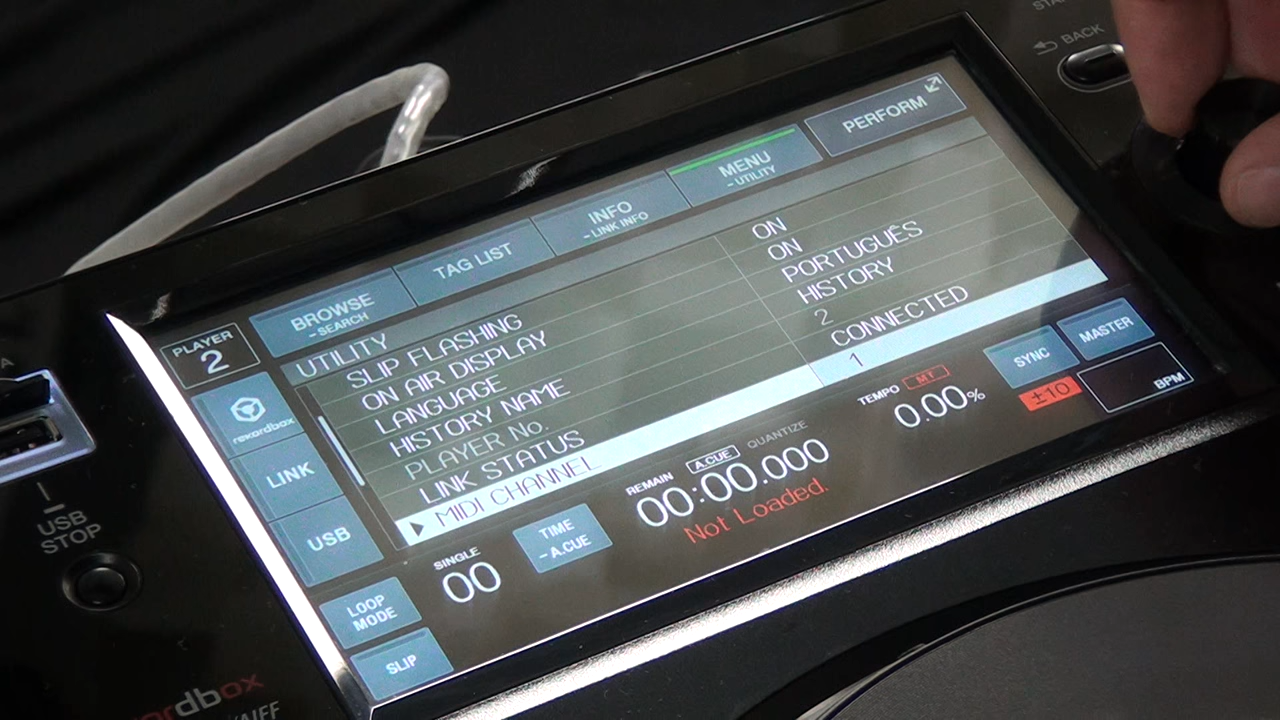 BACK
PERFORM
MENU
– UTILITY
INFO
– LINK INFO
TAG LIST
BROWSE
– SEARCH
PLAYER
2
UTILITY
SLIP FLASHING ON
ON AIR DISPLAY ON
LANGUAGE PORTUGUÊS
HISTORY NAME HISTORY
PLAYER No. 2
LINK STATUS CONNECTED
MIDI CHANNEL 1
rekordbox
LINK
USB
USB
STOP
LOOP
MODE
SLIP
SINGLE
00
TIME
– A.CUE
REMAIN A.CUE QUANTIZE
00:00.000
Not Loaded.
TEMPO MT
0.00%
±10
SYNC
MASTER
BPM